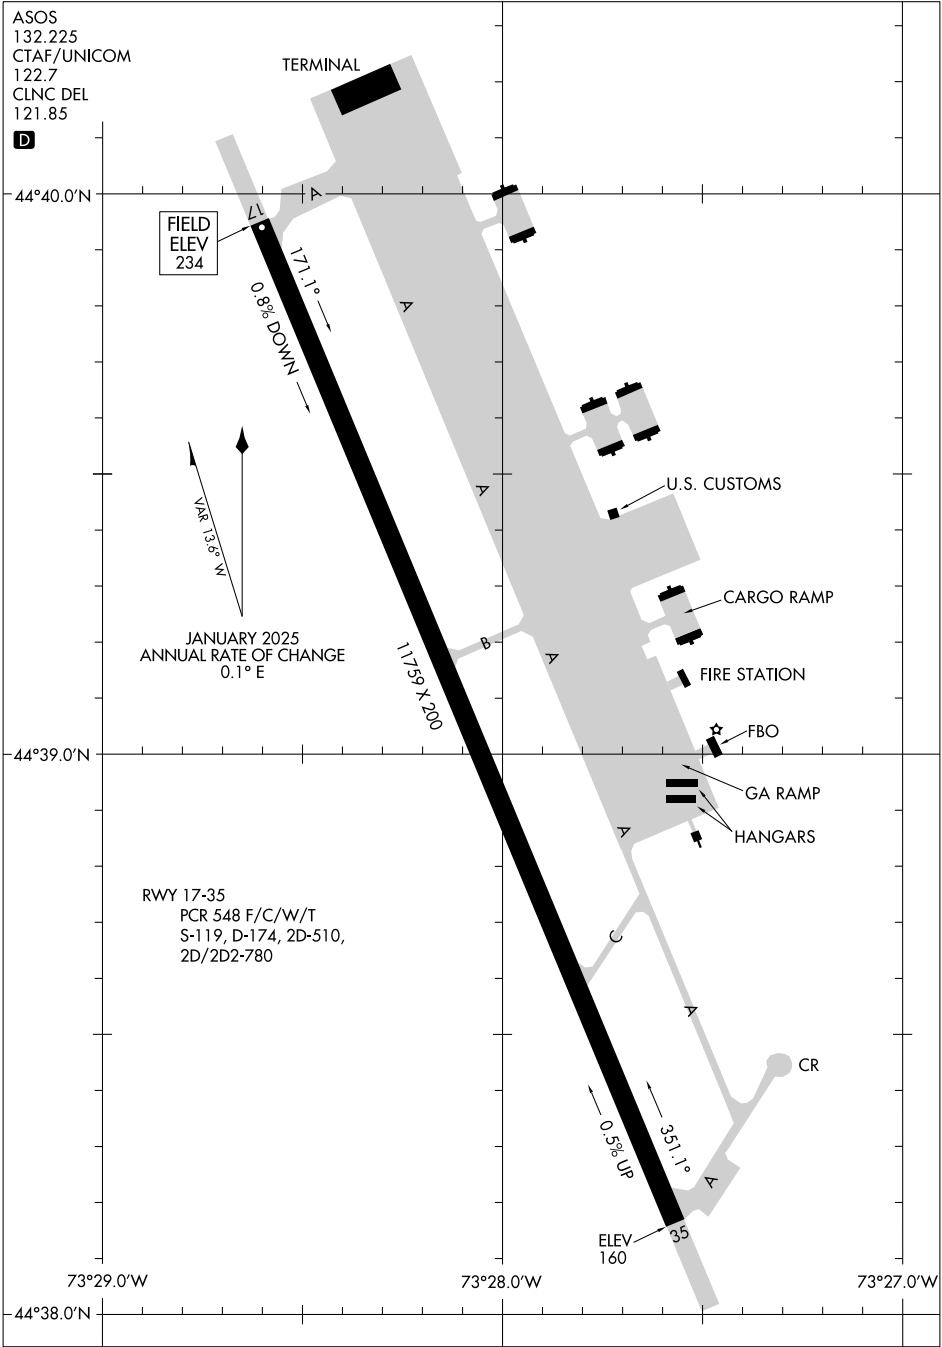 ASOS
132.225
CTAF/UNICOM
122.7
CLNC DEL
121.85
D
TERMINAL
A
44°40.0'N
17
FIELD
ELEV
234
171.1°
0.8% DOWN
A
A
U.S. CUSTOMS
VAR 13.6° W
CARGO RAMP
JANUARY 2025
ANNUAL RATE OF CHANGE
0.1° E
B
A
11759 X 200
FIRE STATION
FBO
44°39.0'N
GA RAMP
HANGARS
A
RWY 17-35
PCR 548 F/C/W/T
S-119, D-174, 2D-510,
2D/2D2-780
C
A
CR
0.5% UP
351.1°
A
35
ELEV
160
73°29.0'W
73°28.0'W
73°27.0'W
44°38.0'N